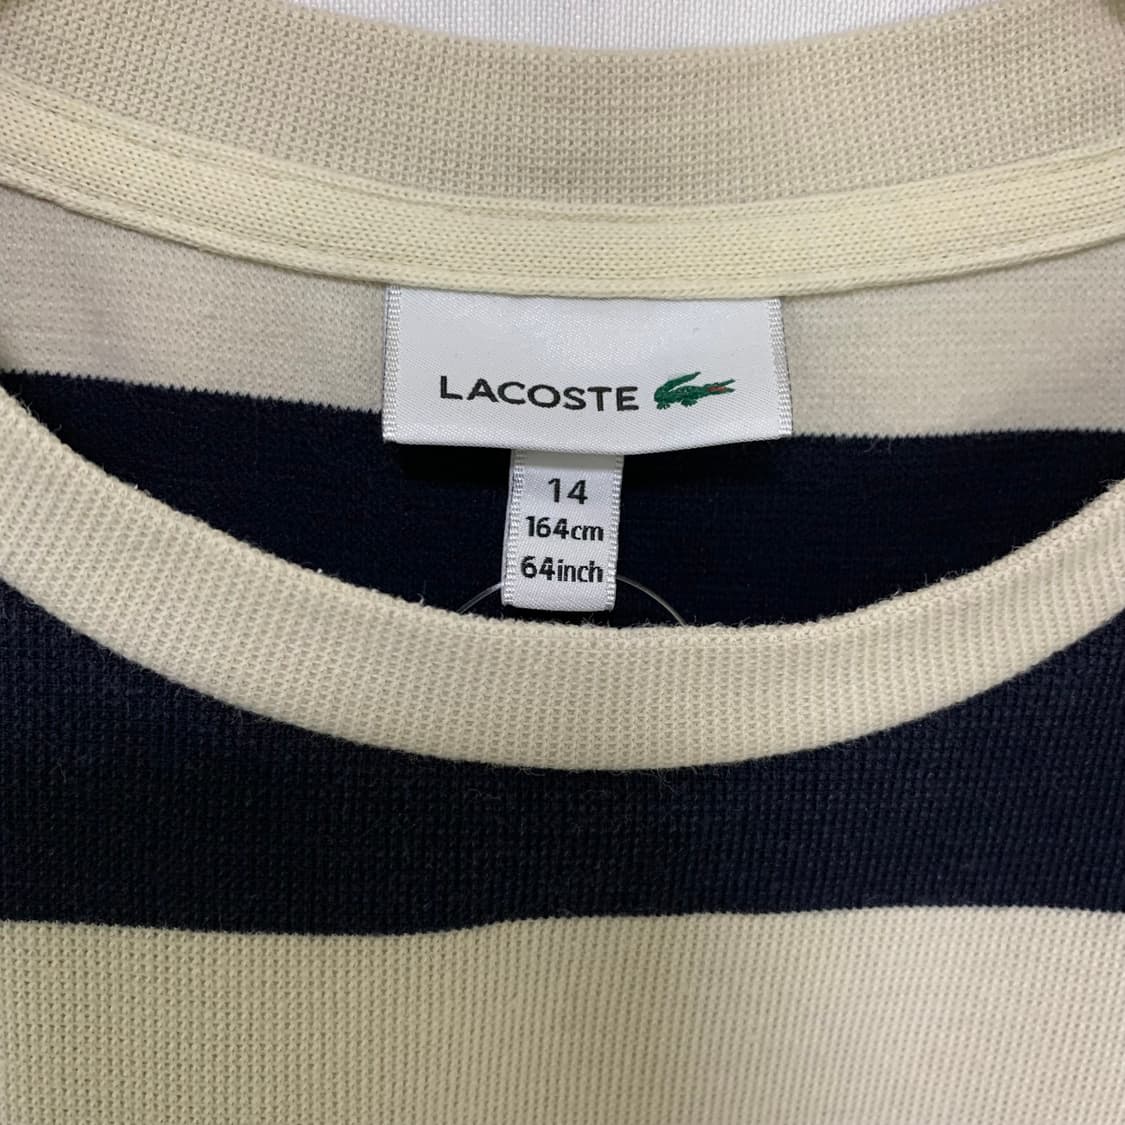 LACOSTE
14
164cm
64inch